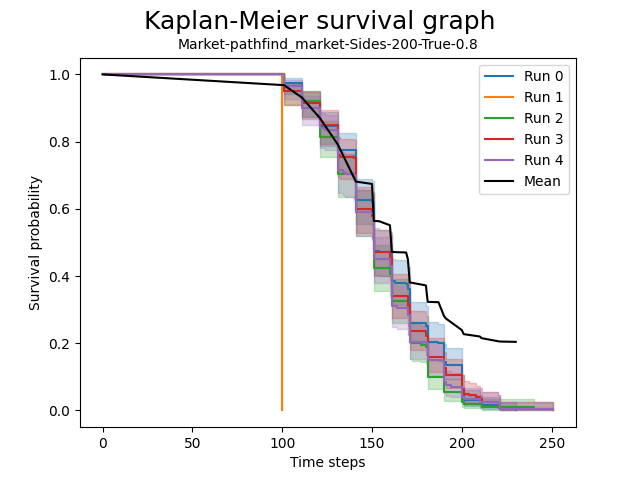 Kaplan-Meier survival graph
Market-pathfind_market-Sides-200-True-0.8
1.0
0.8
0.6
0.4
0.2
0.0
Survival probability
Run 0
Run 1
Run 2
Run 3
Run 4
Mean
0 50 100 150 200 250
Time steps